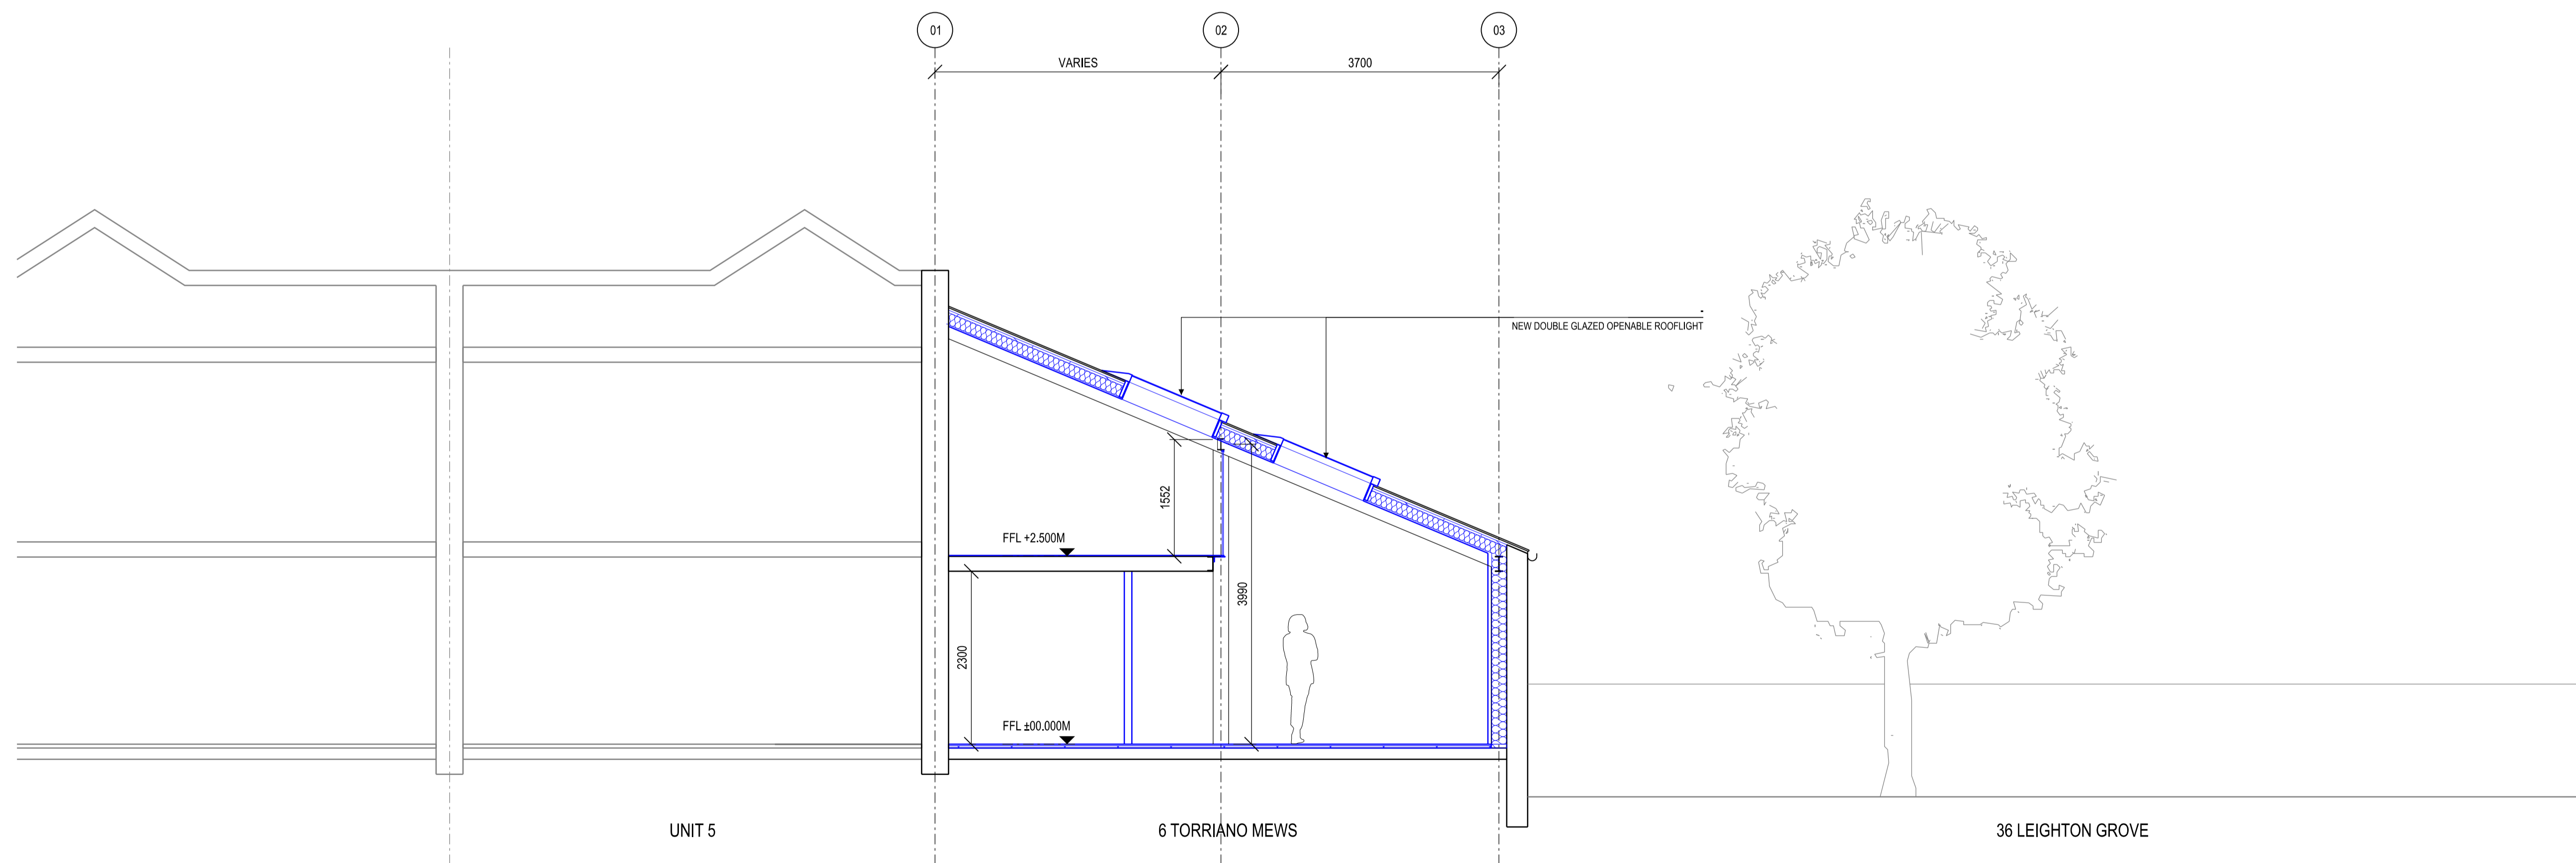 01
02
03
VARIES
3700
NEW DOUBLE GLAZED OPENABLE ROOFLIGHT
1552
FFL +2.500M
3990
2300
FFL ±00.000M
UNIT 5
6 TORRIANO MEWS
36 LEIGHTON GROVE